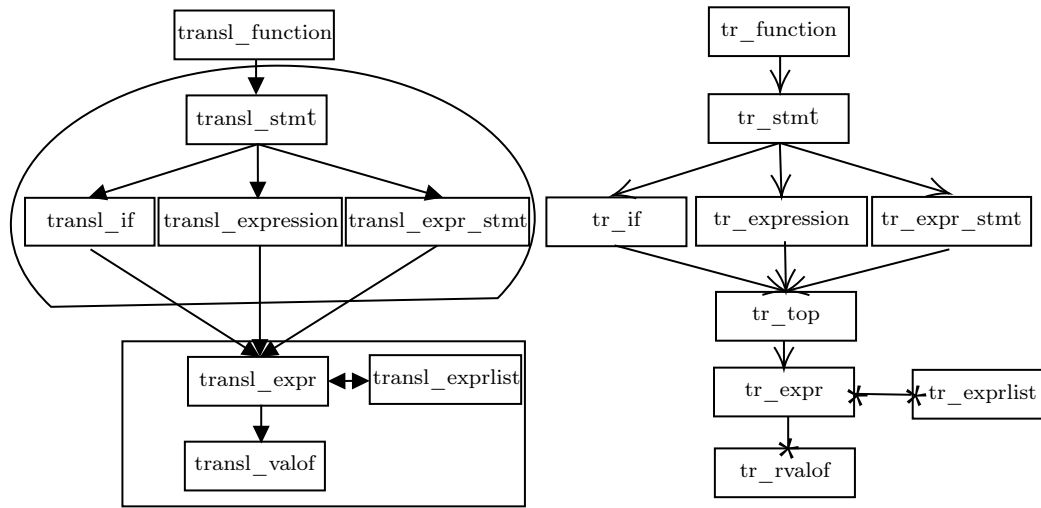 transl_function
transl_stmt
transl_if
transl_expression
transl_expr_stmt
transl_expr
transl_exprlist
transl_valof
tr_function
tr_stmt
tr_if
tr_expression
tr_expr_stmt
tr_top
tr_expr
tr_exprlist
tr_rvalof